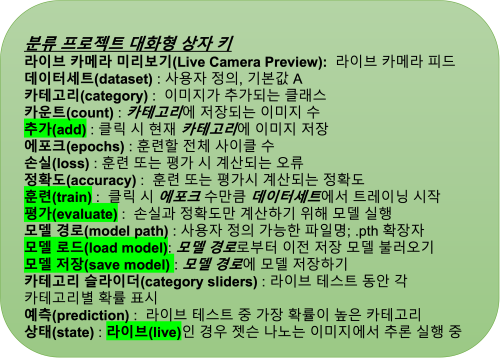 분류 프로젝트 대화형 상자 키
라이브 카메라 미리보기(Live Camera Preview): 라이브 카메라 피드
데이터세트(dataset) : 사용자 정의, 기본값 A
카테고리(category) : 이미지가 추가되는 클래스
카운트(count) : 카테고리에 저장되는 이미지 수
추가(add) : 클릭 시 현재 카테고리에 이미지 저장
에포크(epochs) : 훈련할 전체 사이클 수
손실(loss) : 훈련 또는 평가 시 계산되는 오류
정확도(accuracy) : 훈련 또는 평가시 계산되는 정확도
훈련(train) : 클릭 시 에포크 수만큼 데이터세트에서 트레이닝 시작
평가(evaluate) : 손실과 정확도만 계산하기 위해 모델 실행
모델 경로(model path) : 사용자 정의 가능한 파일명; .pth 확장자
모델 로드(load model): 모델 경로로부터 이전 저장 모델 불러오기
모델 저장(save model) : 모델 경로에 모델 저장하기
카테고리 슬라이더(category sliders) : 라이브 테스트 동안 각
카테고리별 확률 표시
예측(prediction) : 라이브 테스트 중 가장 확률이 높은 카테고리
상태(state) : 라이브(live)인 경우 젯슨 나노는 이미지에서 추론 실행 중